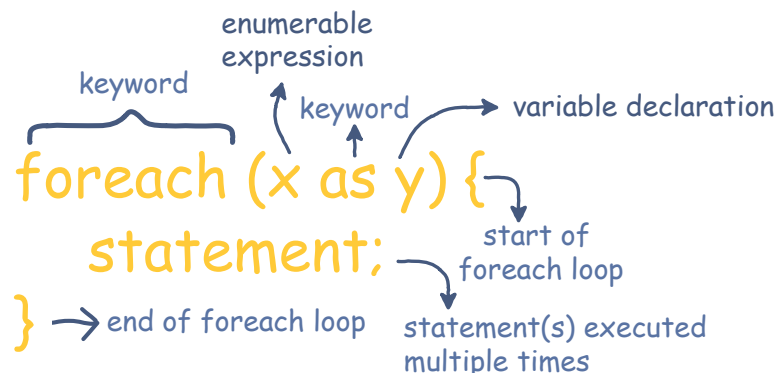 enumerable
expression
keyword
keyword
variable declaration
foreach (x as y) {
start of
foreach loop
statement;
} end of foreach loop
statement(s) executed
multiple times